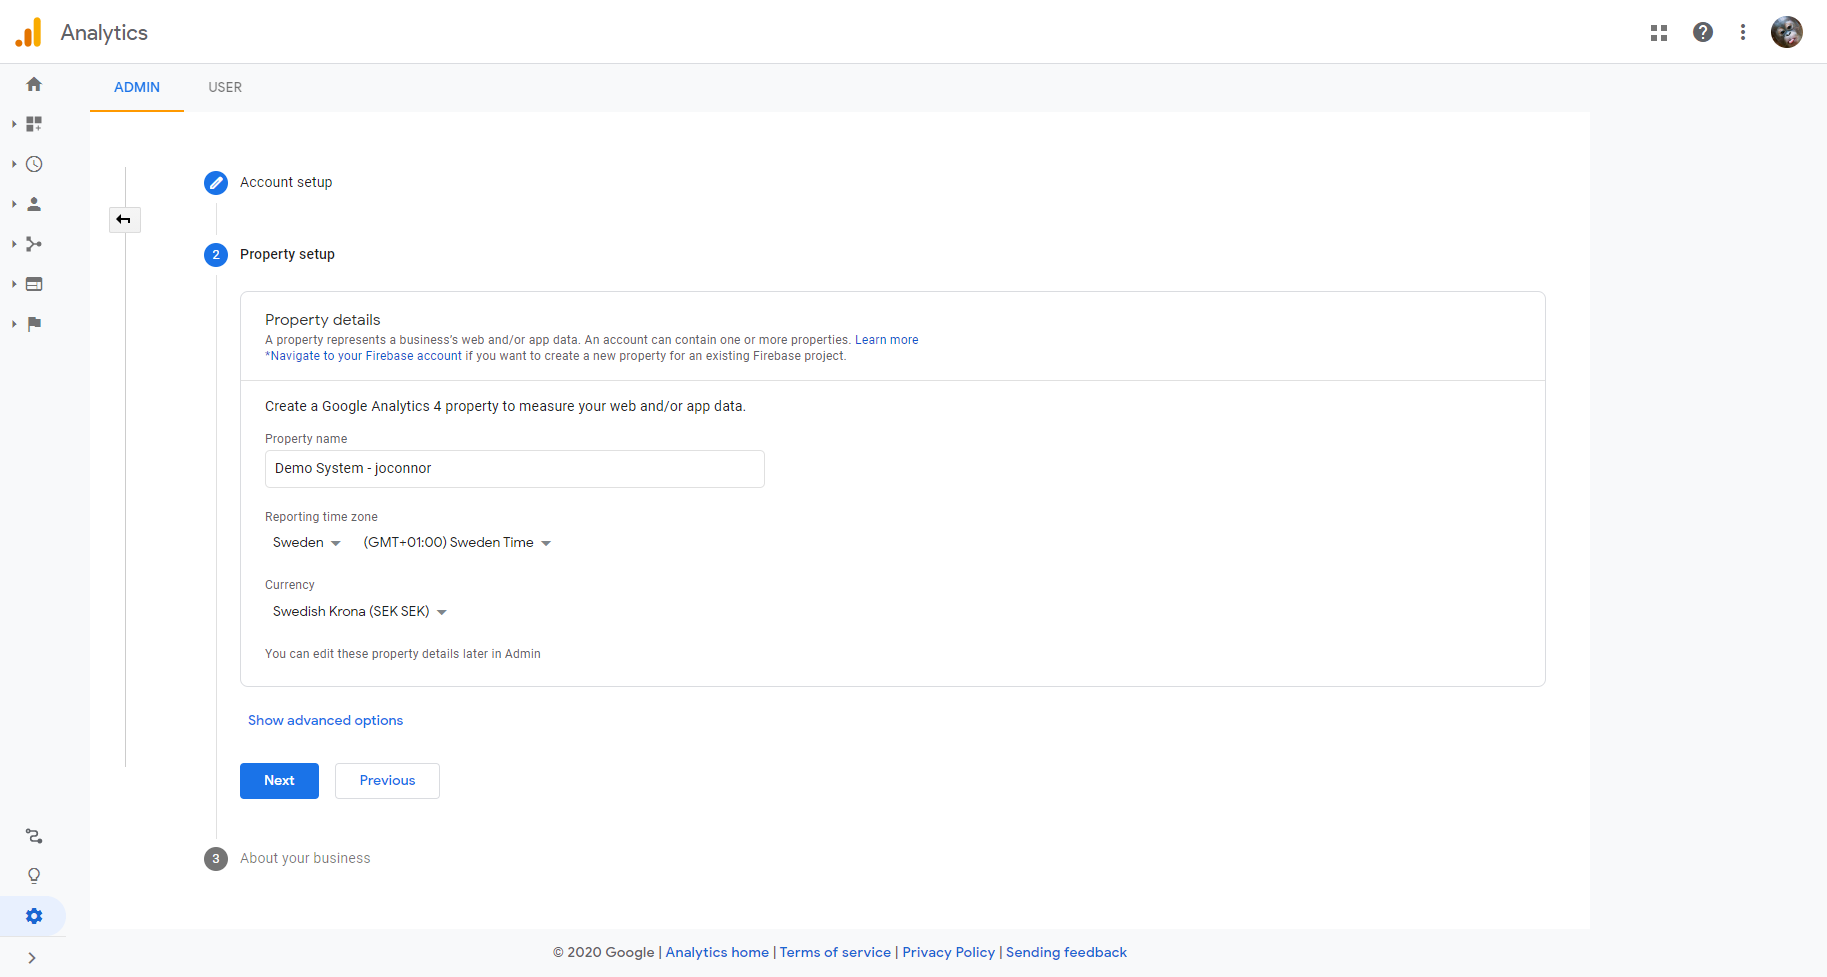 Analytics
ADMIN USER
Account setup
2 Property setup
Property details
A property represents a business's web and/or app data. An account can contain one or more properties. Learn more
*Navigate to your Firebase account if you want to create a new property for an existing Firebase project.
Create a Google Analytics 4 property to measure your web and/or app data.
Property name
Demo System - joconnor
Reporting time zone
Sweden (GMT+01:00) Sweden Time
Currency
Swedish Krona (SEK SEK)
You can edit these property details later in Admin
Show advanced options
Next Previous
3 About your business
© 2020 Google | Analytics home | Terms of service | Privacy Policy | Sending feedback